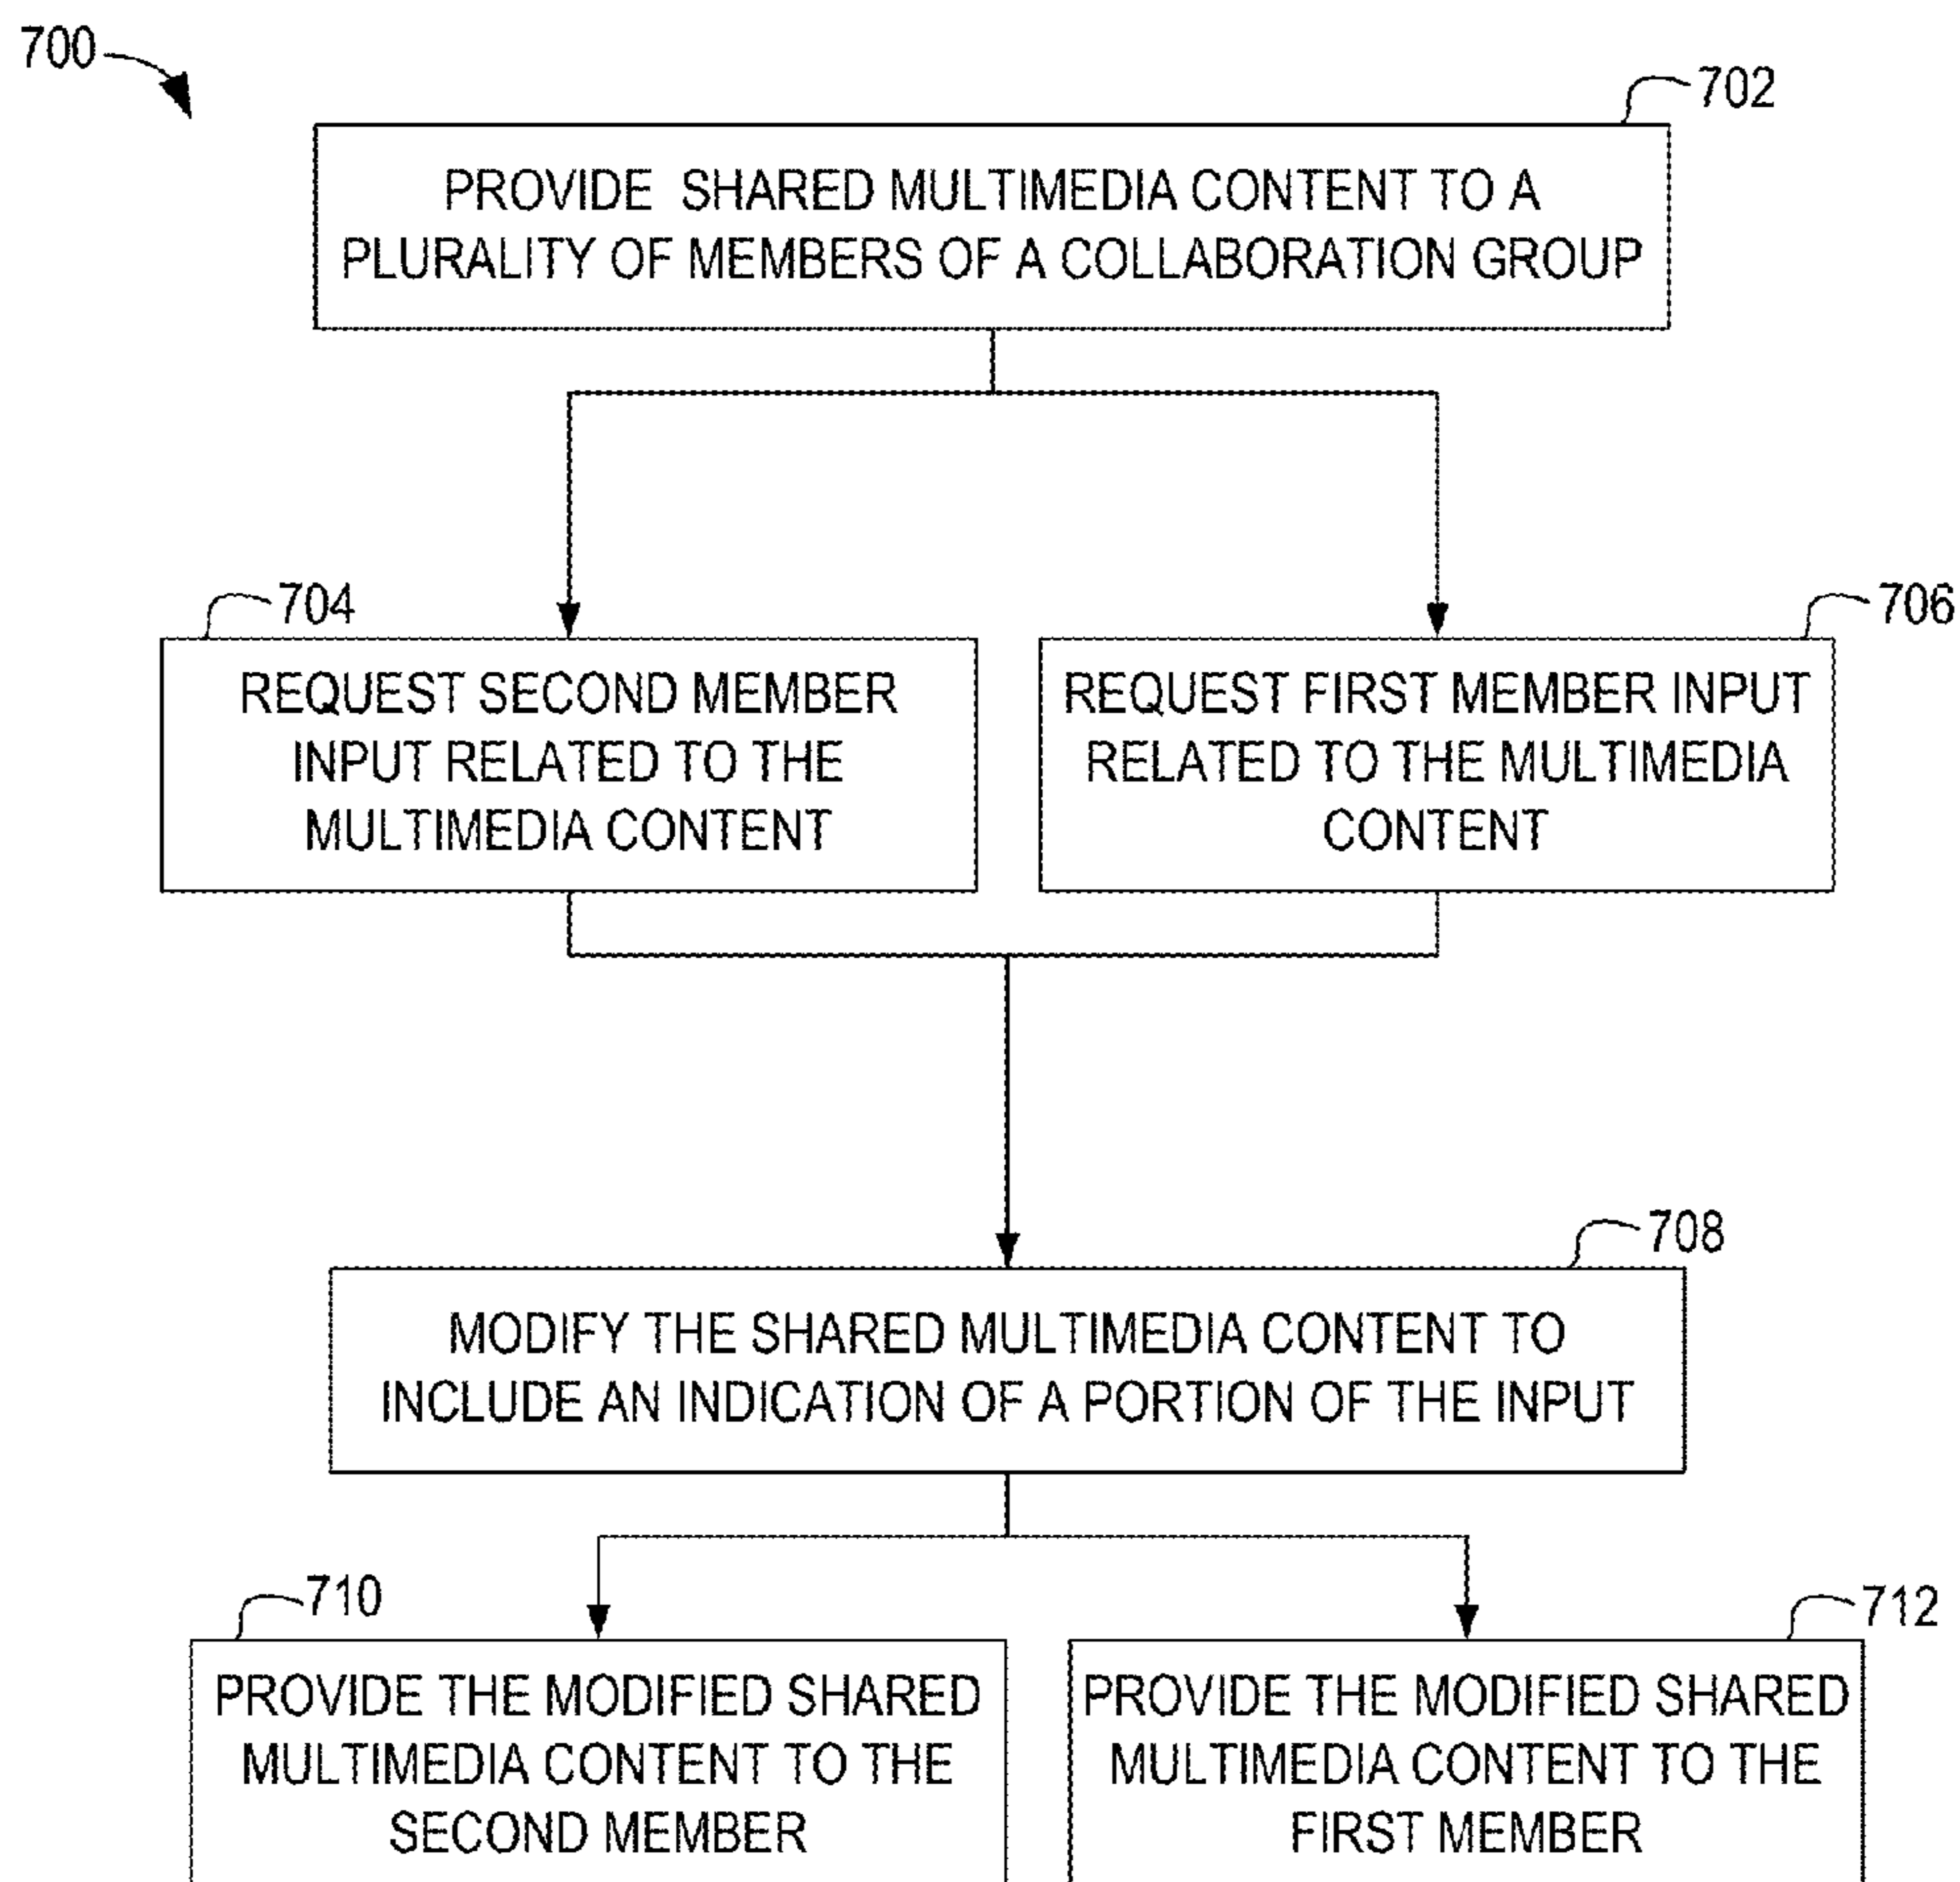 700
702
PROVIDE SHARED MULTIMEDIA CONTENT TO A
PLURALITY OF MEMBERS OF A COLLABORATION GROUP
704
REQUEST SECOND MEMBER
INPUT RELATED TO THE
MULTIMEDIA CONTENT
706
REQUEST FIRST MEMBER INPUT
RELATED TO THE MULTIMEDIA
CONTENT
708
MODIFY THE SHARED MULTIMEDIA CONTENT TO
INCLUDE AN INDICATION OF A PORTION OF THE INPUT
710
PROVIDE THE MODIFIED SHARED
MULTIMEDIA CONTENT TO THE
SECOND MEMBER
712
PROVIDE THE MODIFIED SHARED
MULTIMEDIA CONTENT TO THE
FIRST MEMBER